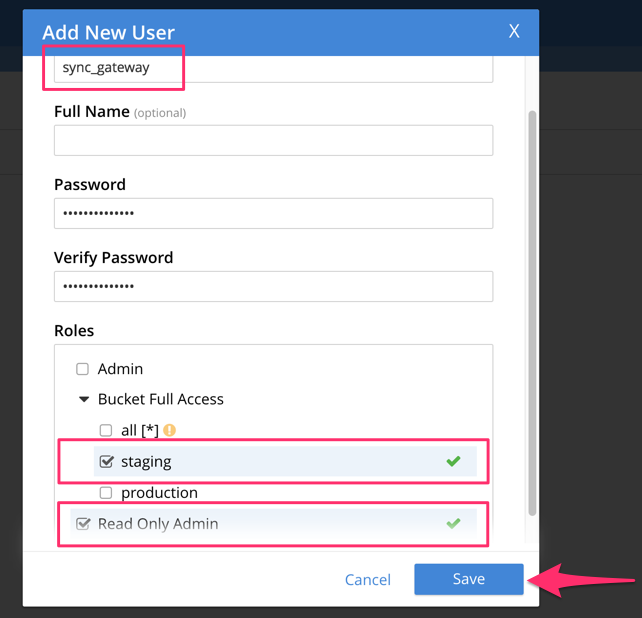 Add New User X
sync_gateway
Full Name (optional)
Password
••••••••••••••
Verify Password
••••••••••••••
Roles
Admin
Bucket Full Access
all [*] !
staging
production
Read Only Admin
Cancel Save